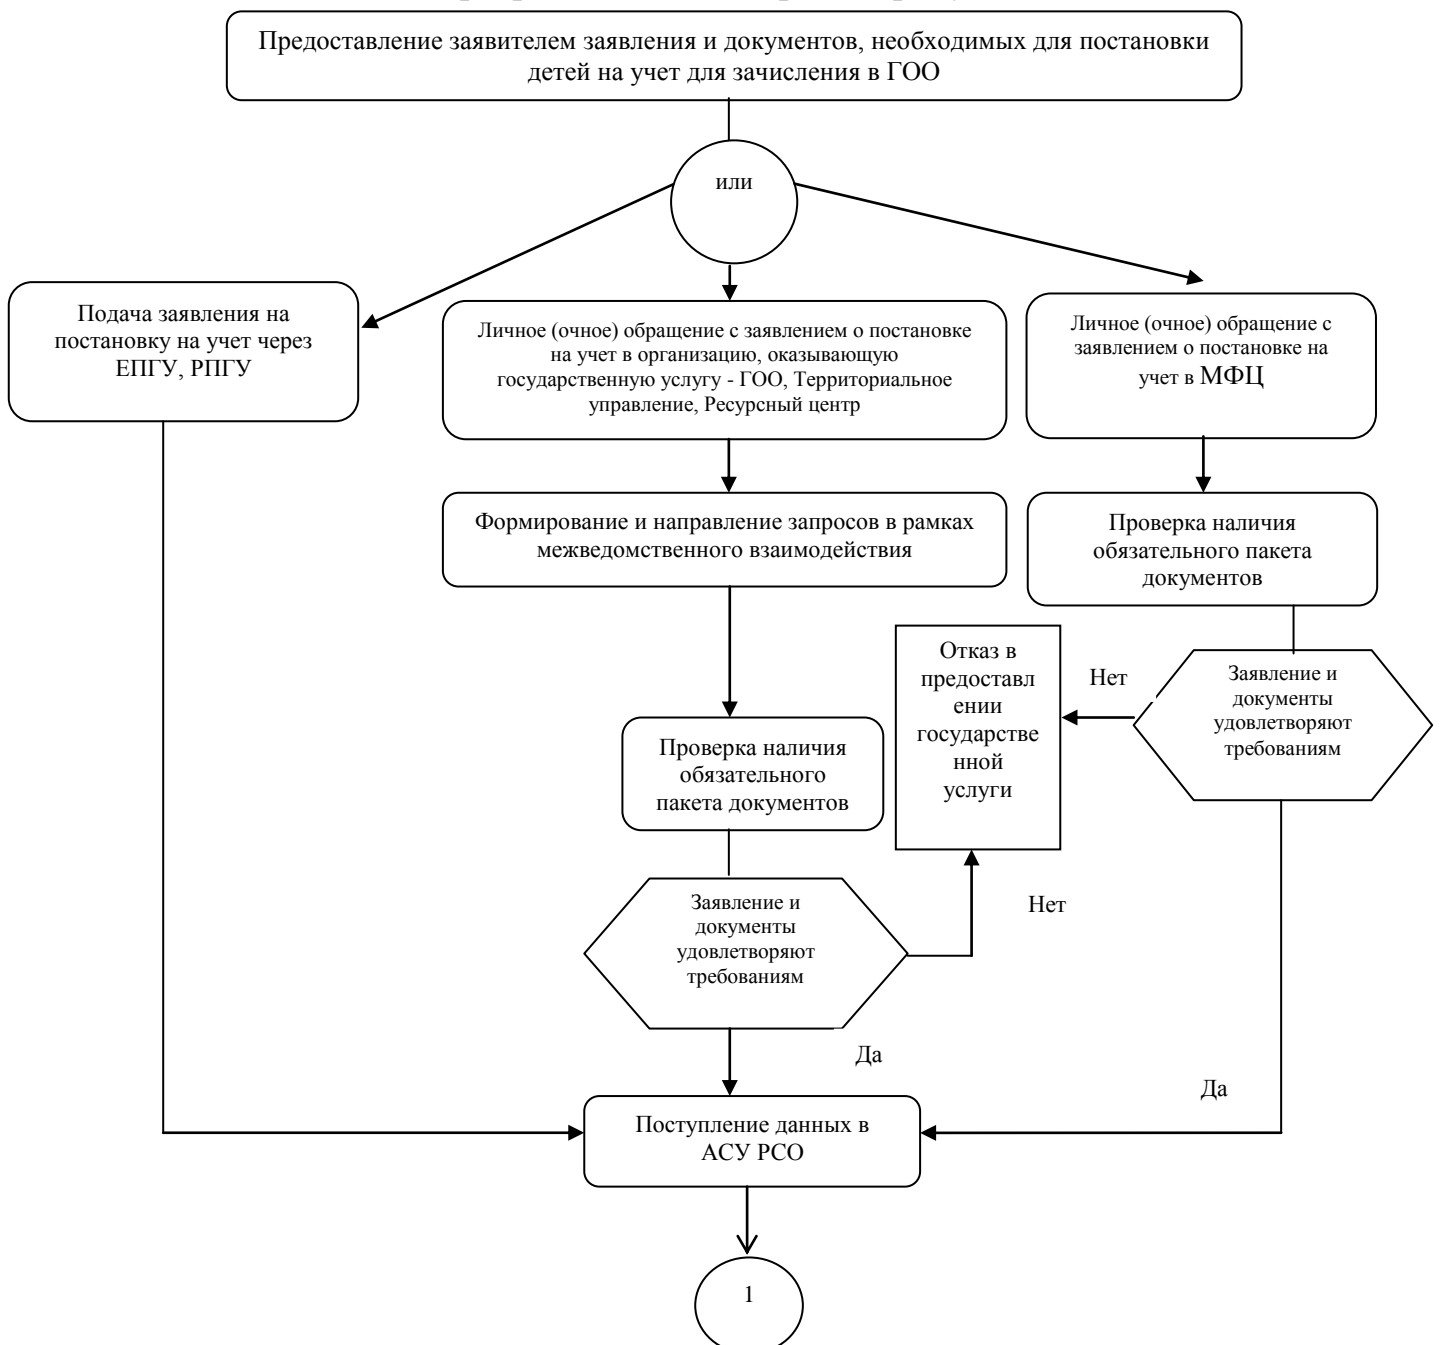 Предоставление заявителем заявления и документов, необходимых для постановки
детей на учет для зачисления в ГОО
или
Подача заявления на
постановку на учет через
ЕПГУ, РПГУ
Личное (очное) обращение с заявлением о постановке
на учет в организацию, оказывающую
государственную услугу - ГОО, Территориальное
управление, Ресурсный центр
Личное (очное) обращение с
заявлением о постановке на
учет в МФЦ
Формирование и направление запросов в рамках
межведомственного взаимодействия
Проверка наличия
обязательного пакета
документов
Отказ в
предоставл
ении
государстве
нной
услуги
Нет
Заявление и
документы
удовлетворяют
требованиям
Проверка наличия
обязательного
пакета документов
Заявление и
документы
удовлетворяют
требованиям
Нет
Да
Да
Поступление данных в
АСУ РСО
1